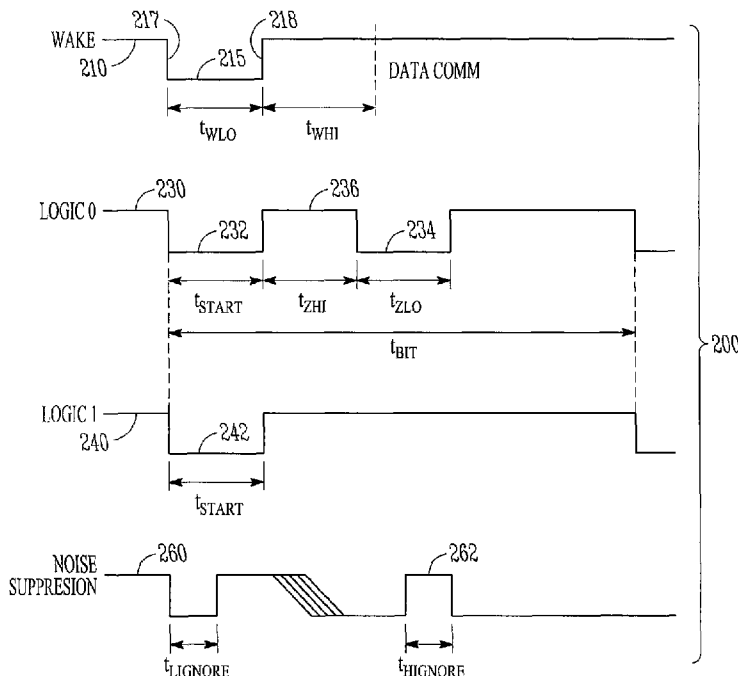 217
218
WAKE
210
215
DATA COMM
tWLO
tWHI
230
236
LOGIC 0
232
234
tSTART
tZHI
tZLO
tBIT
200
LOGIC 1
240
242
tSTART
NOISE
SUPPRESION
260
262
tLIGNORE
tHIGNORE